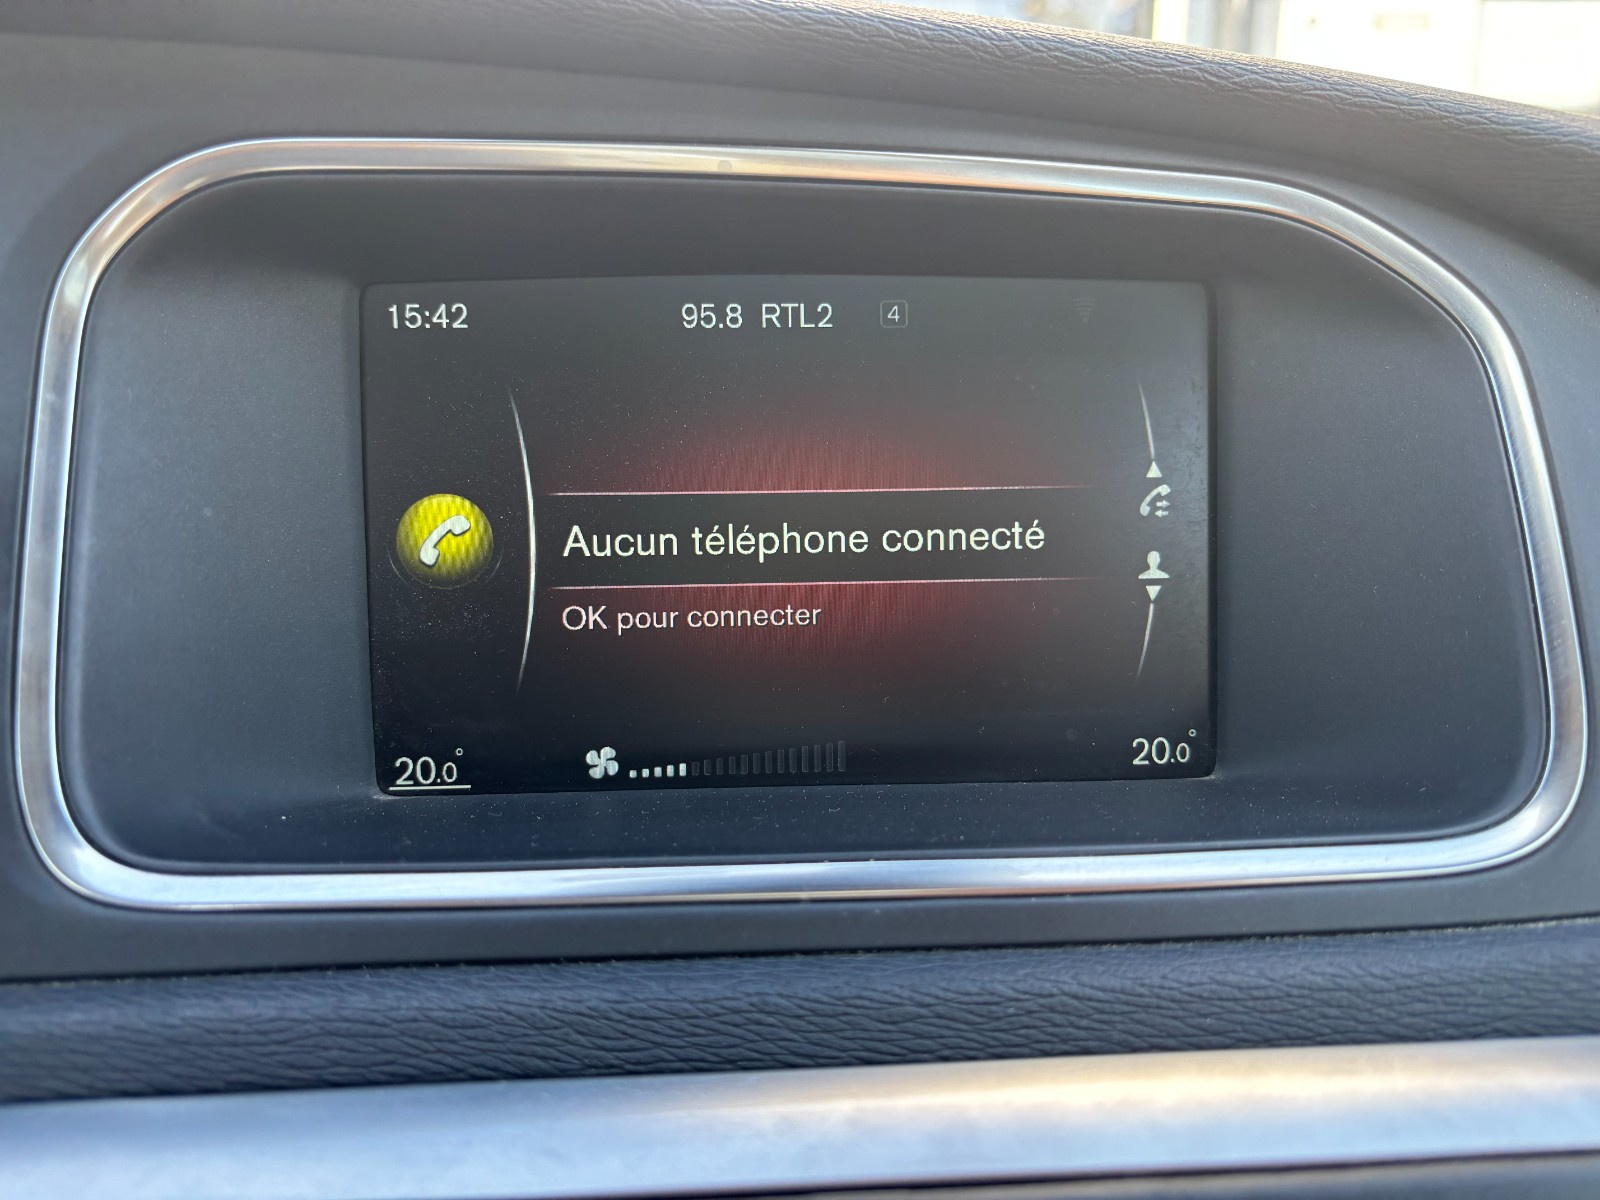 15:42 95.8 RTL2 4
Aucun téléphone connecté
OK pour connecter
20.0° 20.0°